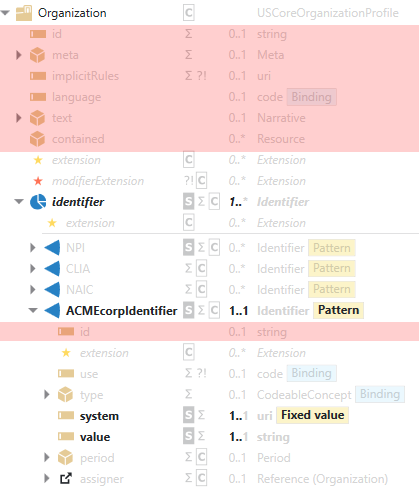 Organization C USCoreOrganizationProfile
id Σ 0..1 string
meta Σ 0..1 Meta
implicitRules Σ ?! 0..1 uri
language 0..1 code Binding
text 0..1 Narrative
contained 0..* Resource
extension C 0..* Extension
modifierExtension ?! C 0..* Extension
identifier S Σ C 1..* Identifier
extension C 0..* Extension
NPI S Σ C 0..* Identifier Pattern
CLIA S Σ C 0..* Identifier Pattern
NAIC S Σ C 0..* Identifier Pattern
ACMEcorpIdentifier S Σ C 1..1 Identifier Pattern
id 0..1 string
extension C 0..* Extension
use Σ ?! 0..1 code Binding
type Σ 0..1 CodeableConcept Binding
system S Σ 1..1 uri Fixed value
value S Σ 1..1 string
period Σ C 0..1 Period
assigner Σ C 0..1 Reference (Organization)